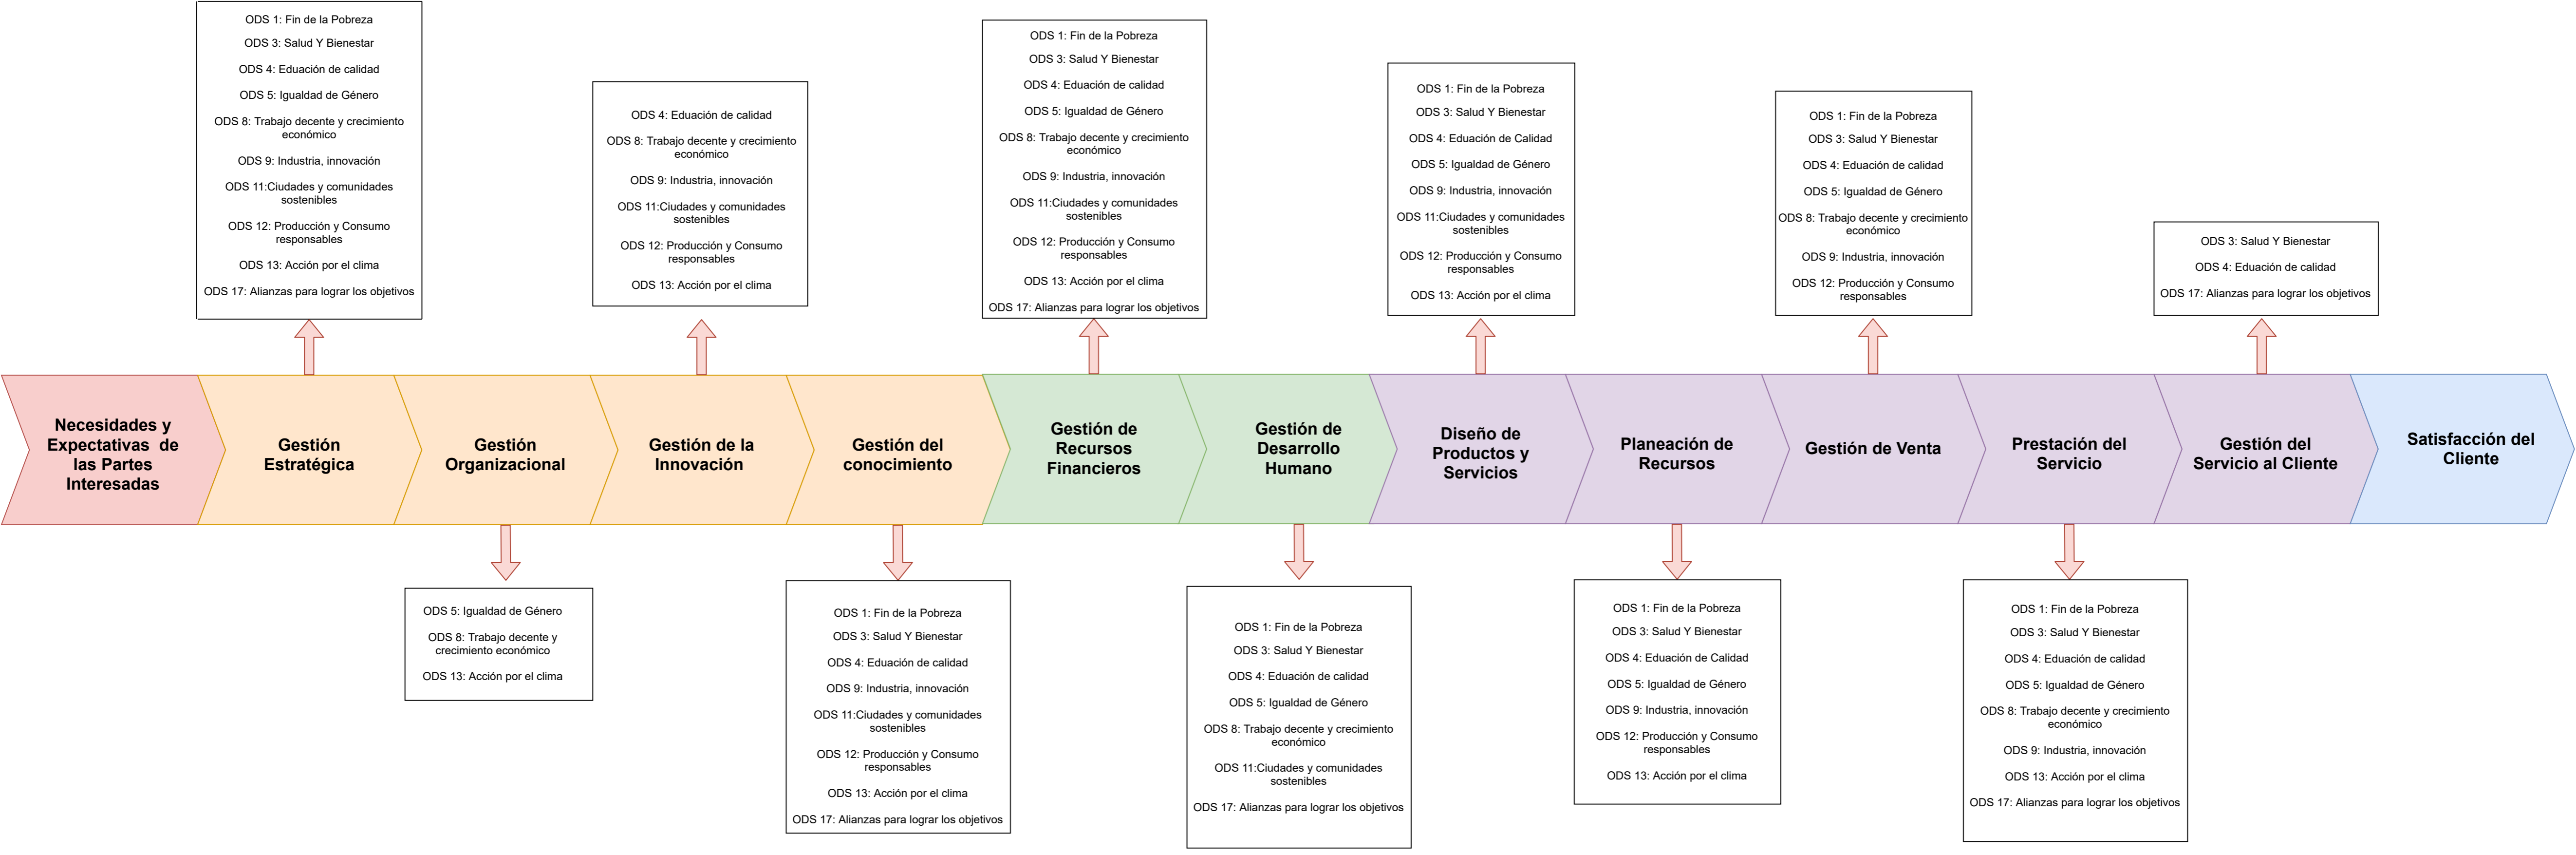 ODS 1: Fin de la Pobreza
ODS 3: Salud Y Bienestar
ODS 4: Eduación de calidad
ODS 5: Igualdad de Género
ODS 8: Trabajo decente y crecimiento
económico
ODS 9: Industria, innovación
ODS 11:Ciudades y comunidades
sostenibles
ODS 12: Producción y Consumo
responsables
ODS 13: Acción por el clima
ODS 17: Alianzas para lograr los objetivos
ODS 4: Eduación de calidad
ODS 8: Trabajo decente y crecimiento
económico
ODS 9: Industria, innovación
ODS 11:Ciudades y comunidades
sostenibles
ODS 12: Producción y Consumo
responsables
ODS 13: Acción por el clima
ODS 1: Fin de la Pobreza
ODS 3: Salud Y Bienestar
ODS 4: Eduación de calidad
ODS 5: Igualdad de Género
ODS 8: Trabajo decente y crecimiento
económico
ODS 9: Industria, innovación
ODS 11:Ciudades y comunidades
sostenibles
ODS 12: Producción y Consumo
responsables
ODS 13: Acción por el clima
ODS 17: Alianzas para lograr los objetivos
ODS 1: Fin de la Pobreza
ODS 3: Salud Y Bienestar
ODS 4: Eduación de Calidad
ODS 5: Igualdad de Género
ODS 9: Industria, innovación
ODS 11:Ciudades y comunidades
sostenibles
ODS 12: Producción y Consumo
responsables
ODS 13: Acción por el clima
ODS 1: Fin de la Pobreza
ODS 3: Salud Y Bienestar
ODS 4: Eduación de calidad
ODS 5: Igualdad de Género
ODS 8: Trabajo decente y crecimiento
económico
ODS 9: Industria, innovación
ODS 12: Producción y Consumo
responsables
ODS 3: Salud Y Bienestar
ODS 4: Eduación de calidad
ODS 17: Alianzas para lograr los objetivos
Necesidades y
Expectativas de
las Partes
Interesadas
Gestión
Estratégica
Gestión
Organizacional
Gestión de la
Innovación
Gestión del
conocimiento
Gestión de
Recursos
Financieros
Gestión de
Desarrollo
Humano
Diseño de
Productos y
Servicios
Planeación de
Recursos
Gestión de Venta
Prestación del
Servicio
Gestión del
Servicio al Cliente
Satisfacción del
Cliente
ODS 5: Igualdad de Género
ODS 8: Trabajo decente y
crecimiento económico
ODS 13: Acción por el clima
ODS 1: Fin de la Pobreza
ODS 3: Salud Y Bienestar
ODS 4: Eduación de calidad
ODS 9: Industria, innovación
ODS 11:Ciudades y comunidades
sostenibles
ODS 12: Producción y Consumo
responsables
ODS 13: Acción por el clima
ODS 17: Alianzas para lograr los objetivos
ODS 1: Fin de la Pobreza
ODS 3: Salud Y Bienestar
ODS 4: Eduación de calidad
ODS 5: Igualdad de Género
ODS 8: Trabajo decente y crecimiento
económico
ODS 11:Ciudades y comunidades
sostenibles
ODS 17: Alianzas para lograr los objetivos
ODS 1: Fin de la Pobreza
ODS 3: Salud Y Bienestar
ODS 4: Eduación de Calidad
ODS 5: Igualdad de Género
ODS 9: Industria, innovación
ODS 12: Producción y Consumo
responsables
ODS 13: Acción por el clima
ODS 1: Fin de la Pobreza
ODS 3: Salud Y Bienestar
ODS 4: Eduación de calidad
ODS 5: Igualdad de Género
ODS 8: Trabajo decente y crecimiento
económico
ODS 9: Industria, innovación
ODS 13: Acción por el clima
ODS 17: Alianzas para lograr los objetivos